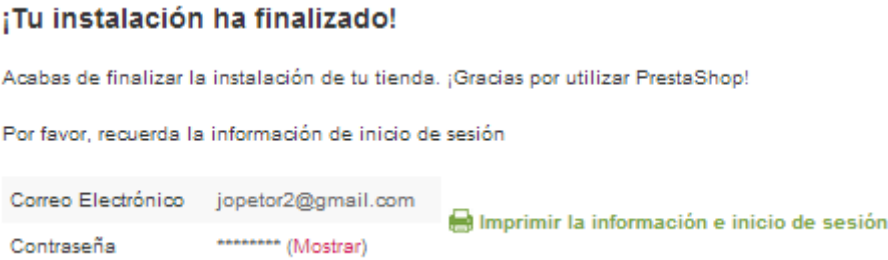 ¡Tu instalación ha finalizado!
Acabas de finalizar la instalación de tu tienda. ¡Gracias por utilizar PrestaShop!
Por favor, recuerda la información de inicio de sesión
Correo Electrónico jopetor2@gmail.com
Imprimir la información e inicio de sesión
Contraseña ******** (Mostrar)